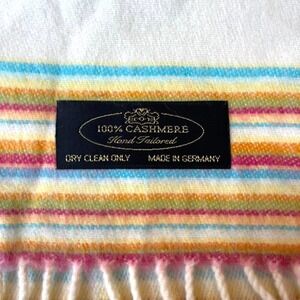 100% CASHMERE
Hand Tailored
DRY CLEAN ONLY MADE IN GERMANY